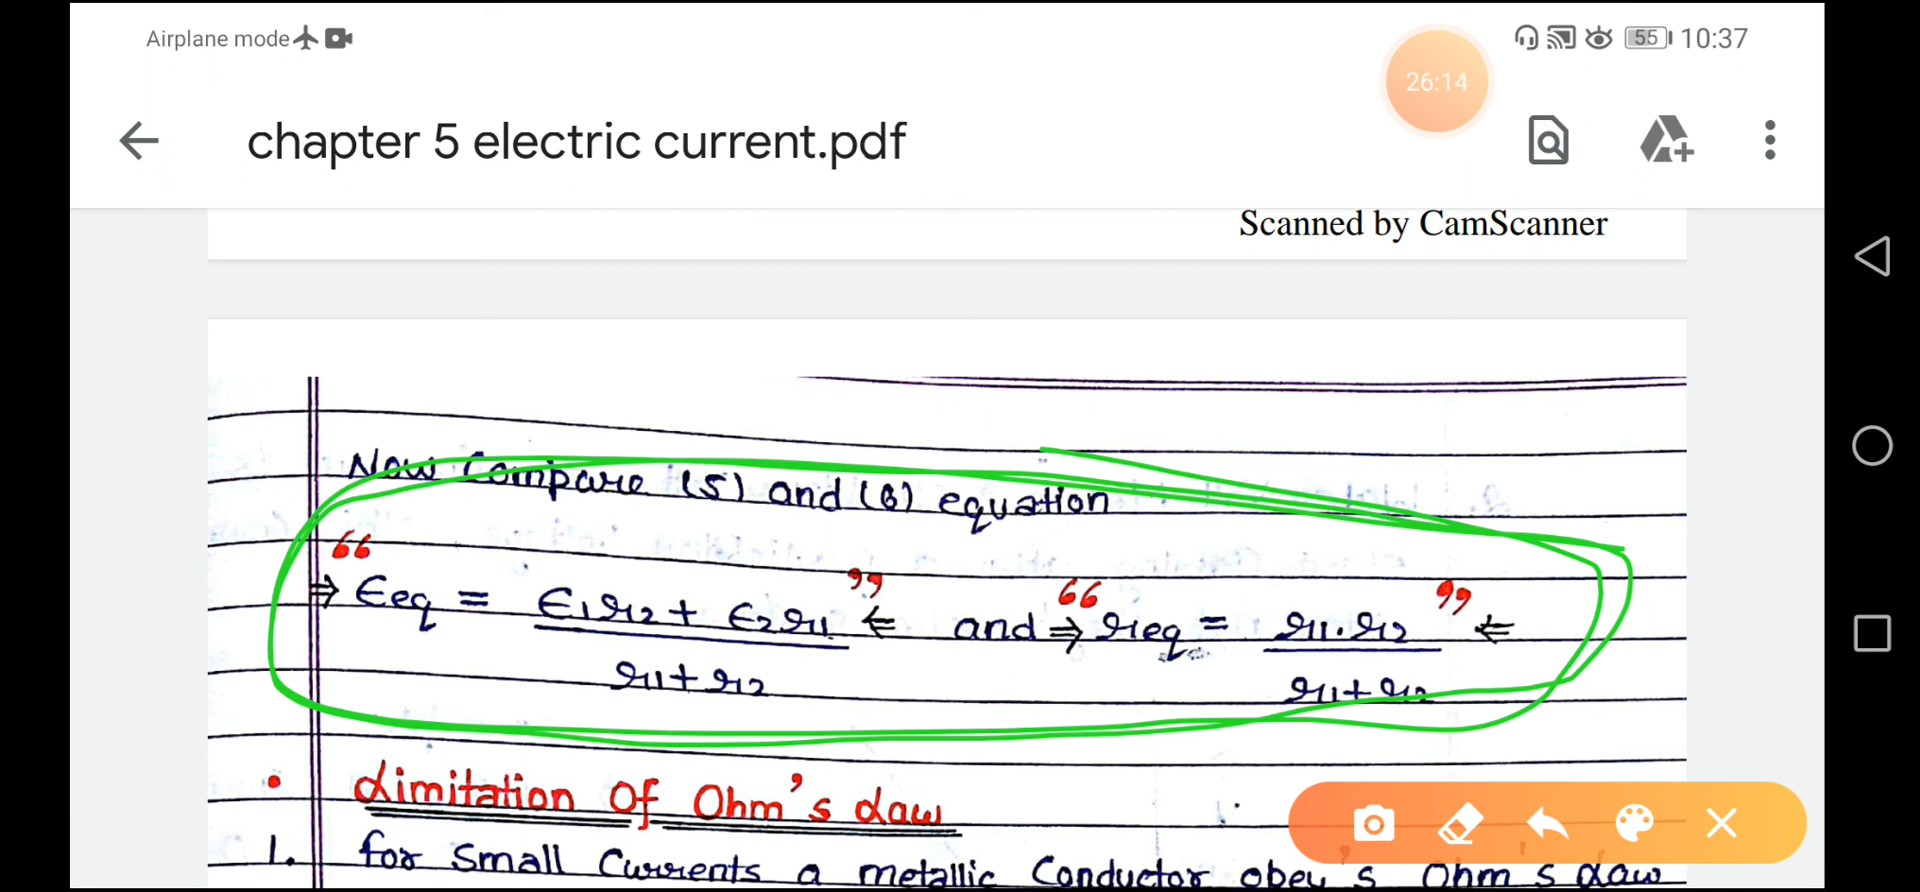 Airplane mode 55 10:37
26:14
chapter 5 electric current.pdf
Scanned by CamScanner
Now Compare (5) and (6) equation
“⇒ Eeq = E1r2 + E2r1 ”⇐ and “⇒ req = r1.r2 ”⇐
r1+r2 r1+r2
• Limitation Of Ohm's Law
1. for Small Currents a metallic Conductor obey's Ohm's Law